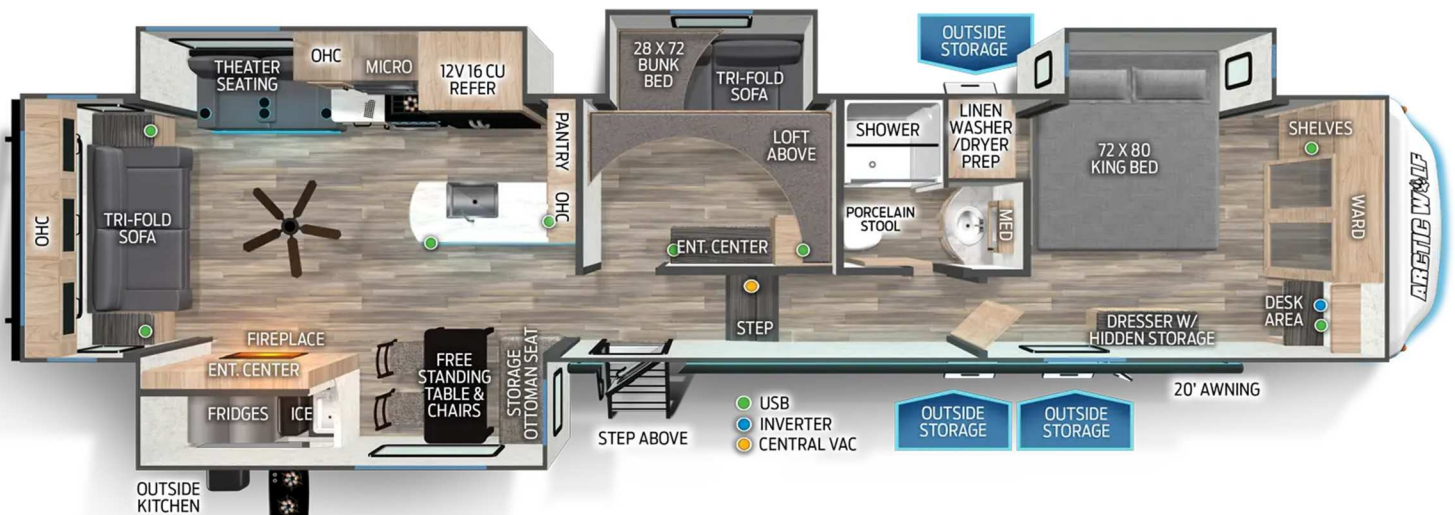 OHC
TRI-FOLD
SOFA
THEATER
SEATING
OHC
MICRO
12V 16 CU
REFER
PANTRY
OHC
28 X 72
BUNK
BED
TRI-FOLD
SOFA
LOFT
ABOVE
ENT. CENTER
STEP
OUTSIDE
STORAGE
SHOWER
LINEN
WASHER
/DRYER
PREP
PORCELAIN
STOOL
MED
72 X 80
KING BED
SHELVES
WARD
DESK
AREA
DRESSER W/
HIDDEN STORAGE
ARCTIC WOLF
FIREPLACE
ENT. CENTER
FRIDGES
ICE
FREE
STANDING
TABLE &
CHAIRS
STORAGE
OTTOMAN SEAT
STEP ABOVE
USB
INVERTER
CENTRAL VAC
OUTSIDE
STORAGE
OUTSIDE
STORAGE
20' AWNING
OUTSIDE
KITCHEN